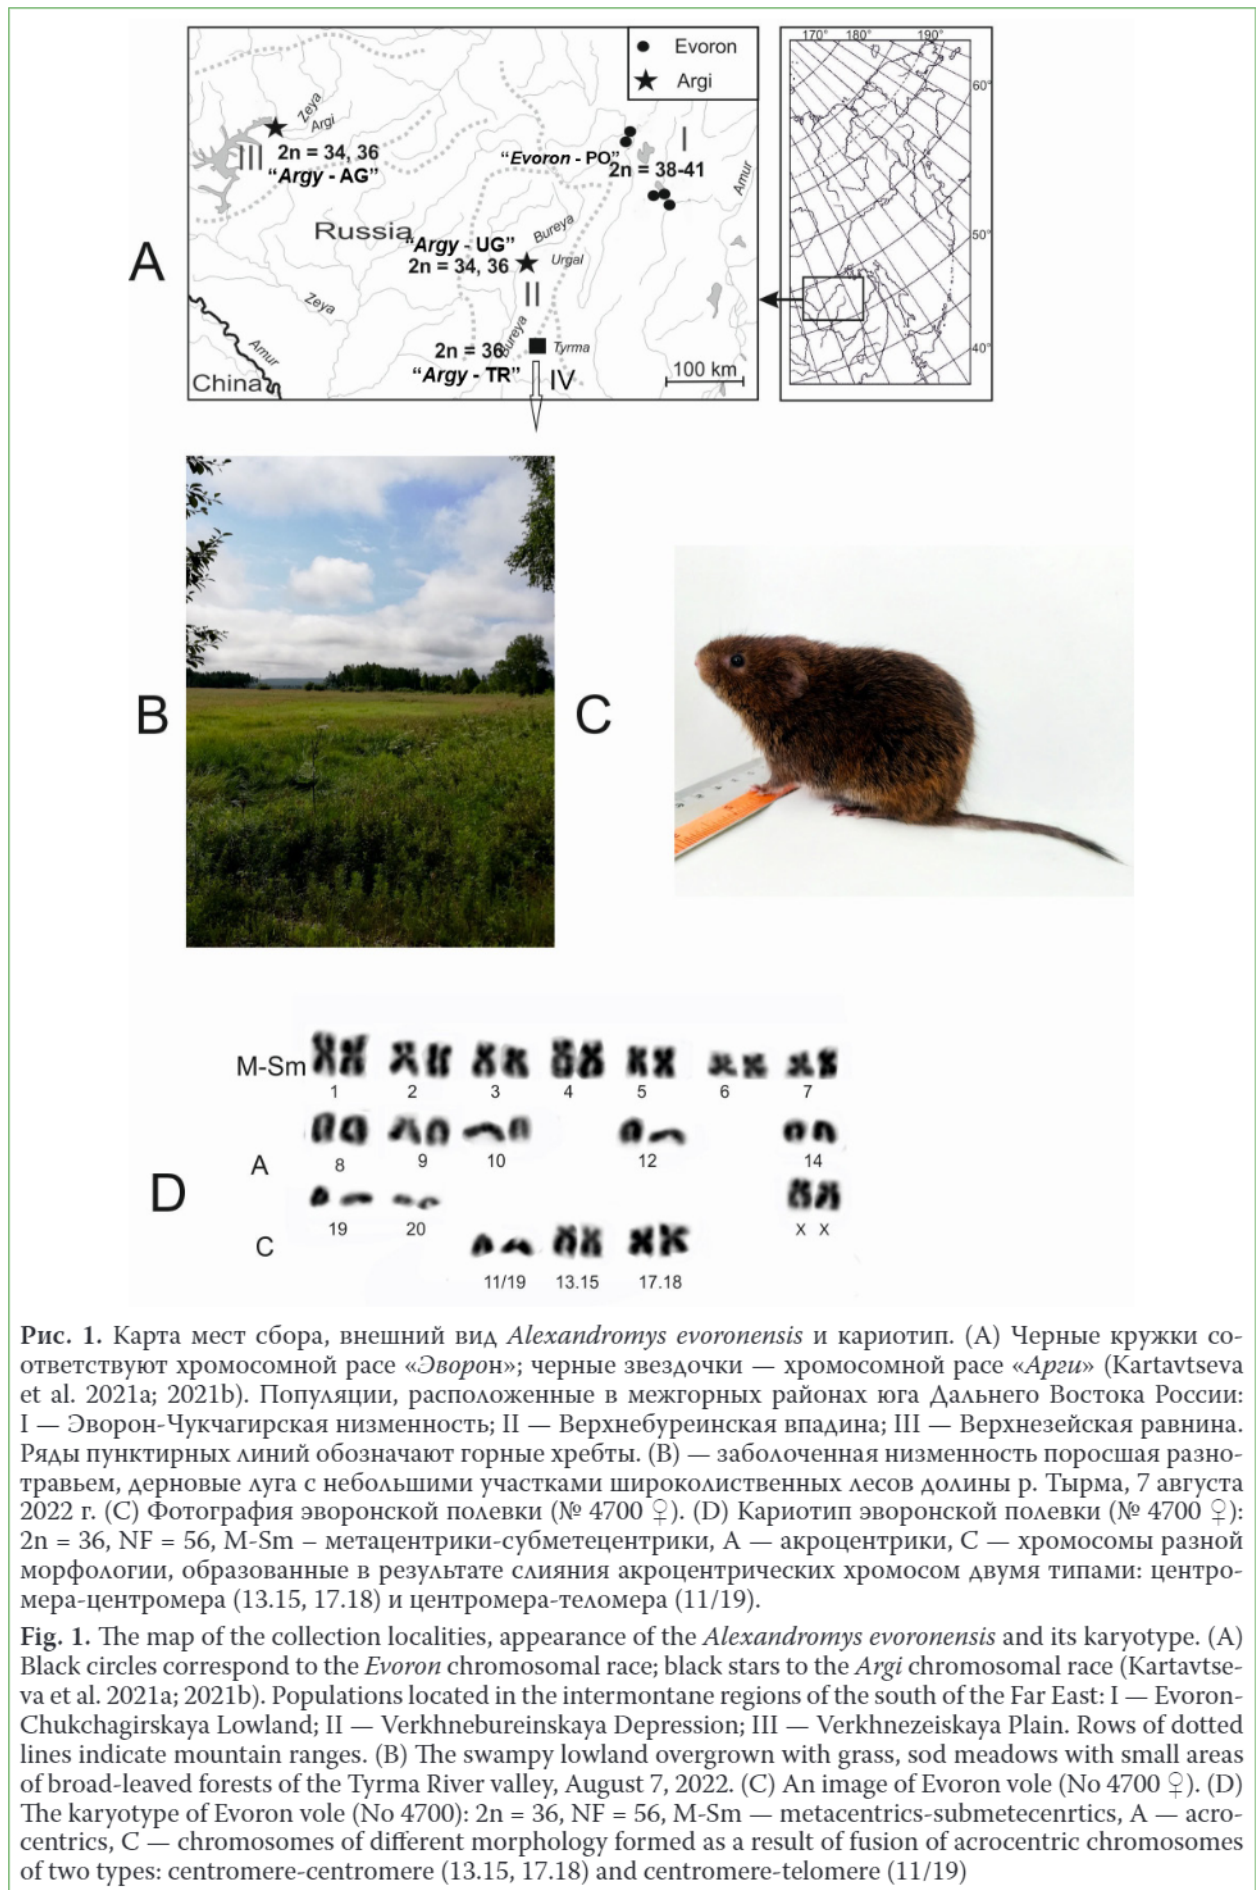 Evoron
Argi
170° 180° 190°
60°
50°
40°
Zeya
Argi
III
2n = 34, 36
“Argy - AG”
“Evoron - PO”
I
2n = 38-41
Amur
Russia
“Argy - UG”
2n = 34, 36
Bureya
Urgal
II
A
Zeya
Bureya
2n = 36
Tyrma
“Argy - TR”
IV
Amur
China
100 km
B
C
M-Sm
1 2 3 4 5 6 7
A
8 9 10 12 14
D
19 20 X X
C
11/19 13.15 17.18
Рис. 1. Карта мест сбора, внешний вид Alexandromys evoronensis и кариотип. (A) Черные кружки со-
ответствуют хромосомной расе «Эворон»; черные звездочки — хромосомной расе «Арги» (Kartavtseva
et al. 2021a; 2021b). Популяции, расположенные в межгорных районах юга Дальнего Востока России:
I — Эворон-Чукчагирская низменность; II — Верхнебуреинская впадина; III — Верхнезейская равнина.
Ряды пунктирных линий обозначают горные хребты. (B) — заболоченная низменность поросшая разно-
травьем, дерновые луга с небольшими участками широколиственных лесов долины р. Тырма, 7 августа
2022 г. (C) Фотография эворонской полевки (№ 4700 ♀). (D) Кариотип эворонской полевки (№ 4700 ♀):
2n = 36, NF = 56, M-Sm – метацентрики-субметецентрики, A — акроцентрики, C — хромосомы разной
морфологии, образованные в результате слияния акроцентрических хромосом двумя типами: центро-
мера-центромера (13.15, 17.18) и центромера-теломера (11/19).
Fig. 1. The map of the collection localities, appearance of the Alexandromys evoronensis and its karyotype. (A)
Black circles correspond to the Evoron chromosomal race; black stars to the Argi chromosomal race (Kartavtse-
va et al. 2021a; 2021b). Populations located in the intermontane regions of the south of the Far East: I — Evoron-
Chukchagirskaya Lowland; II — Verkhnebureinskaya Depression; III — Verkhnezeiskaya Plain. Rows of dotted
lines indicate mountain ranges. (B) The swampy lowland overgrown with grass, sod meadows with small areas
of broad-leaved forests of the Tyrma River valley, August 7, 2022. (C) An image of Evoron vole (No 4700 ♀). (D)
The karyotype of Evoron vole (No 4700): 2n = 36, NF = 56, M-Sm — metacentrics-submetecenrtics, A — acro-
centrics, C — chromosomes of different morphology formed as a result of fusion of acrocentric chromosomes
of two types: centromere-centromere (13.15, 17.18) and centromere-telomere (11/19)